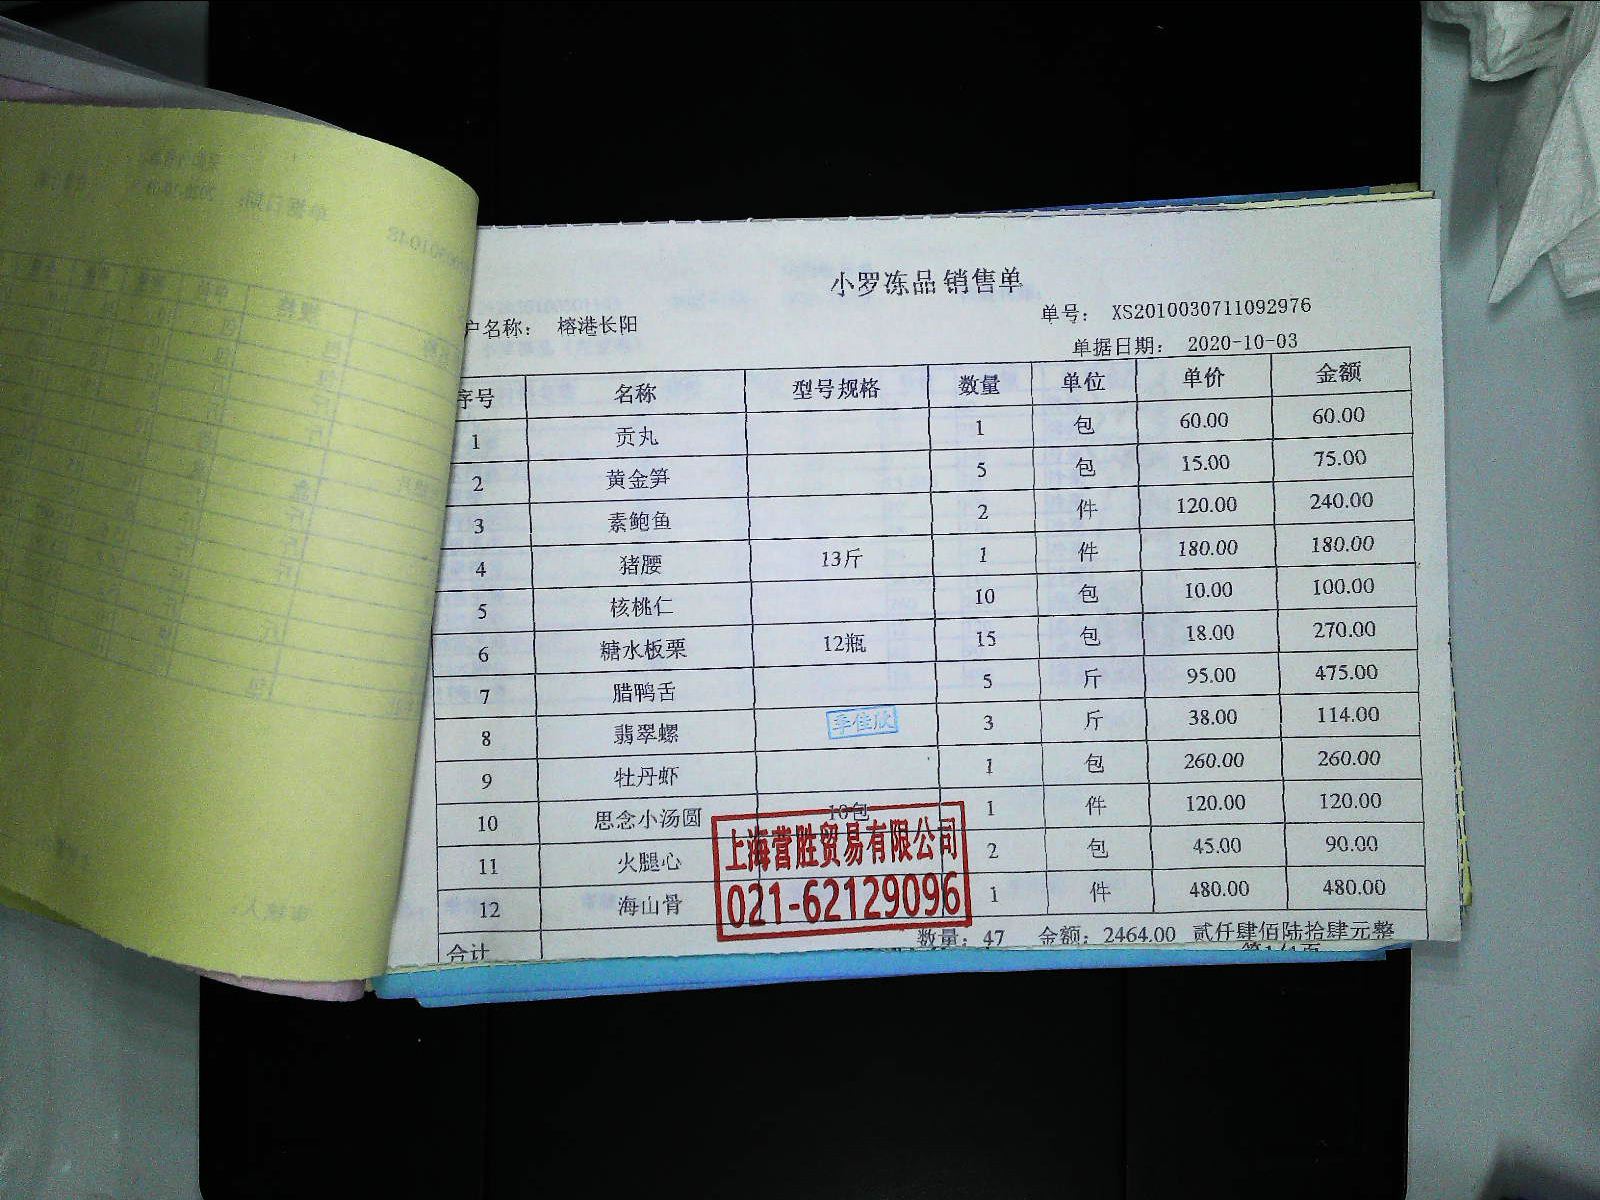 小罗冻品 销售单
户名称： 榕港长阳
单号： XS2010030711092976
单据日期： 2020-10-03
序号 名称 型号规格 数量 单位 单价 金额
1 贡丸 1 包 60.00 60.00
2 黄金笋 5 包 15.00 75.00
3 素鲍鱼 2 件 120.00 240.00
4 猪腰 13斤 1 件 180.00 180.00
5 核桃仁 10 包 10.00 100.00
6 糖水板栗 12瓶 15 包 18.00 270.00
7 腊鸭舌 5 斤 95.00 475.00
8 翡翠螺 3 斤 38.00 114.00
9 牡丹虾 1 包 260.00 260.00
10 思念小汤圆 10包 1 件 120.00 120.00
11 火腿心 2 包 45.00 90.00
12 海山骨 1 件 480.00 480.00
上海营胜贸易有限公司
021-62129096
合计 数量：47 金额：2464.00 贰仟肆佰陆拾肆元整
第1/1页